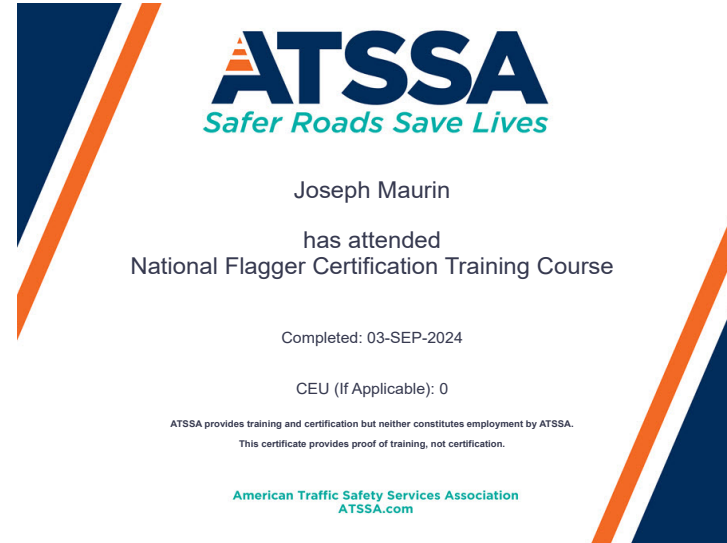 ATSSA
Safer Roads Save Lives
Joseph Maurin
has attended
National Flagger Certification Training Course
Completed: 03-SEP-2024
CEU (If Applicable): 0
ATSSA provides training and certification but neither constitutes employment by ATSSA.
This certificate provides proof of training, not certification.
American Traffic Safety Services Association
ATSSA.com